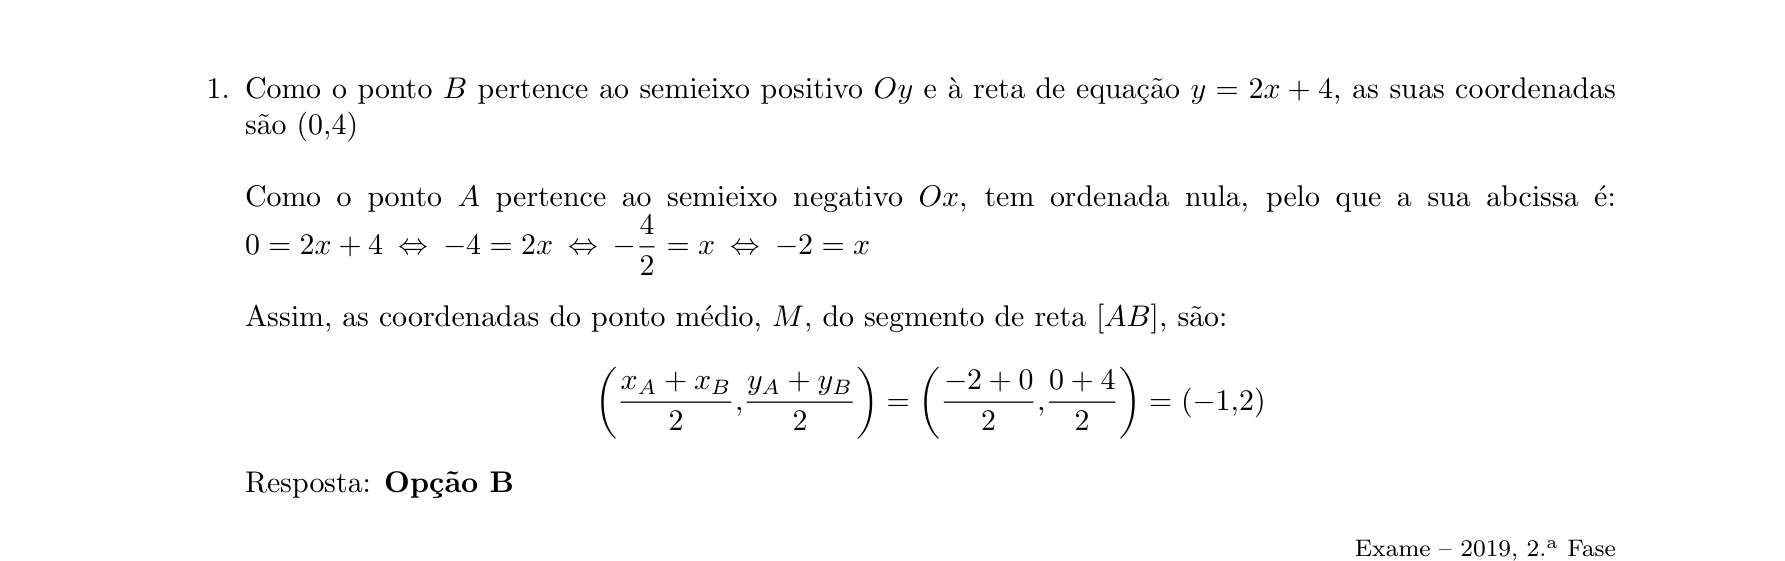 1. Como o ponto B pertence ao semieixo positivo Oy e à reta de equação y = 2x + 4, as suas coordenadas
são (0,4)
Como o ponto A pertence ao semieixo negativo Ox, tem ordenada nula, pelo que a sua abcissa é:
0 = 2x + 4 ⇔ −4 = 2x ⇔ −\frac{4}{2} = x ⇔ −2 = x
Assim, as coordenadas do ponto médio, M, do segmento de reta [AB], são:
\left(\frac{x_A + x_B}{2}, \frac{y_A + y_B}{2}\right) = \left(\frac{−2 + 0}{2}, \frac{0 + 4}{2}\right) = (−1,2)
Resposta: Opção B
Exame – 2019, 2.ª Fase